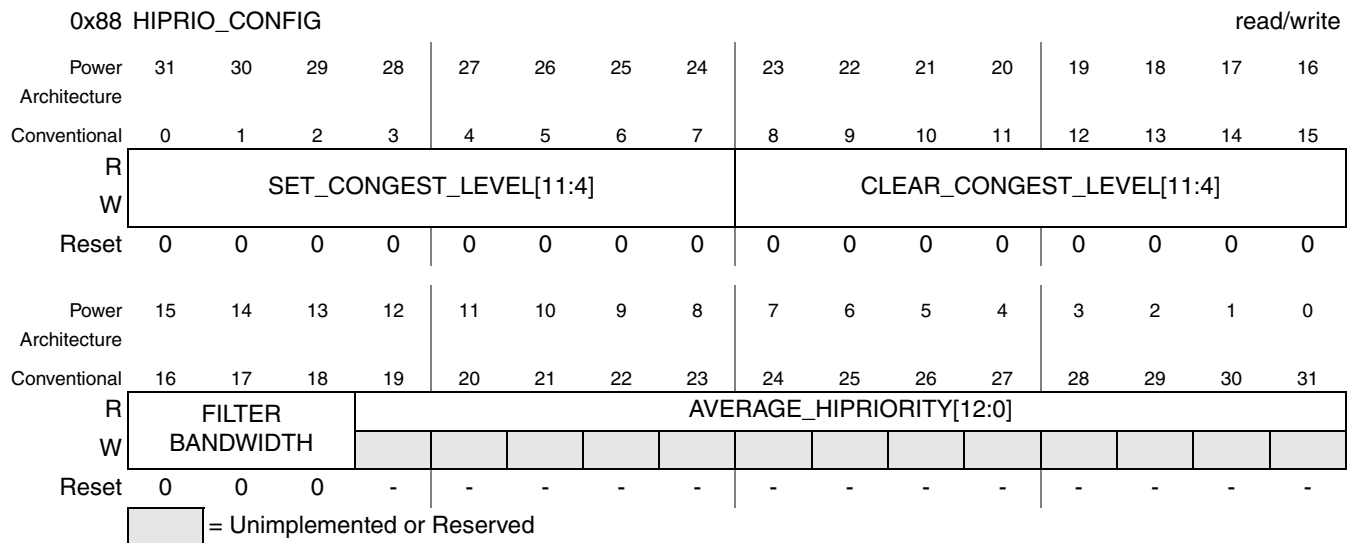 0x88 HIPRIO_CONFIG read/write
Power Architecture 31 30 29 28 27 26 25 24 23 22 21 20 19 18 17 16
Conventional 0 1 2 3 4 5 6 7 8 9 10 11 12 13 14 15
R
SET_CONGEST_LEVEL[11:4] CLEAR_CONGEST_LEVEL[11:4]
W
Reset 0 0 0 0 0 0 0 0 0 0 0 0 0 0 0 0
Power Architecture 15 14 13 12 11 10 9 8 7 6 5 4 3 2 1 0
Conventional 16 17 18 19 20 21 22 23 24 25 26 27 28 29 30 31
R FILTER AVERAGE_HIPRIORITY[12:0]
W BANDWIDTH
Reset 0 0 0 - - - - - - - - - - - - -
= Unimplemented or Reserved